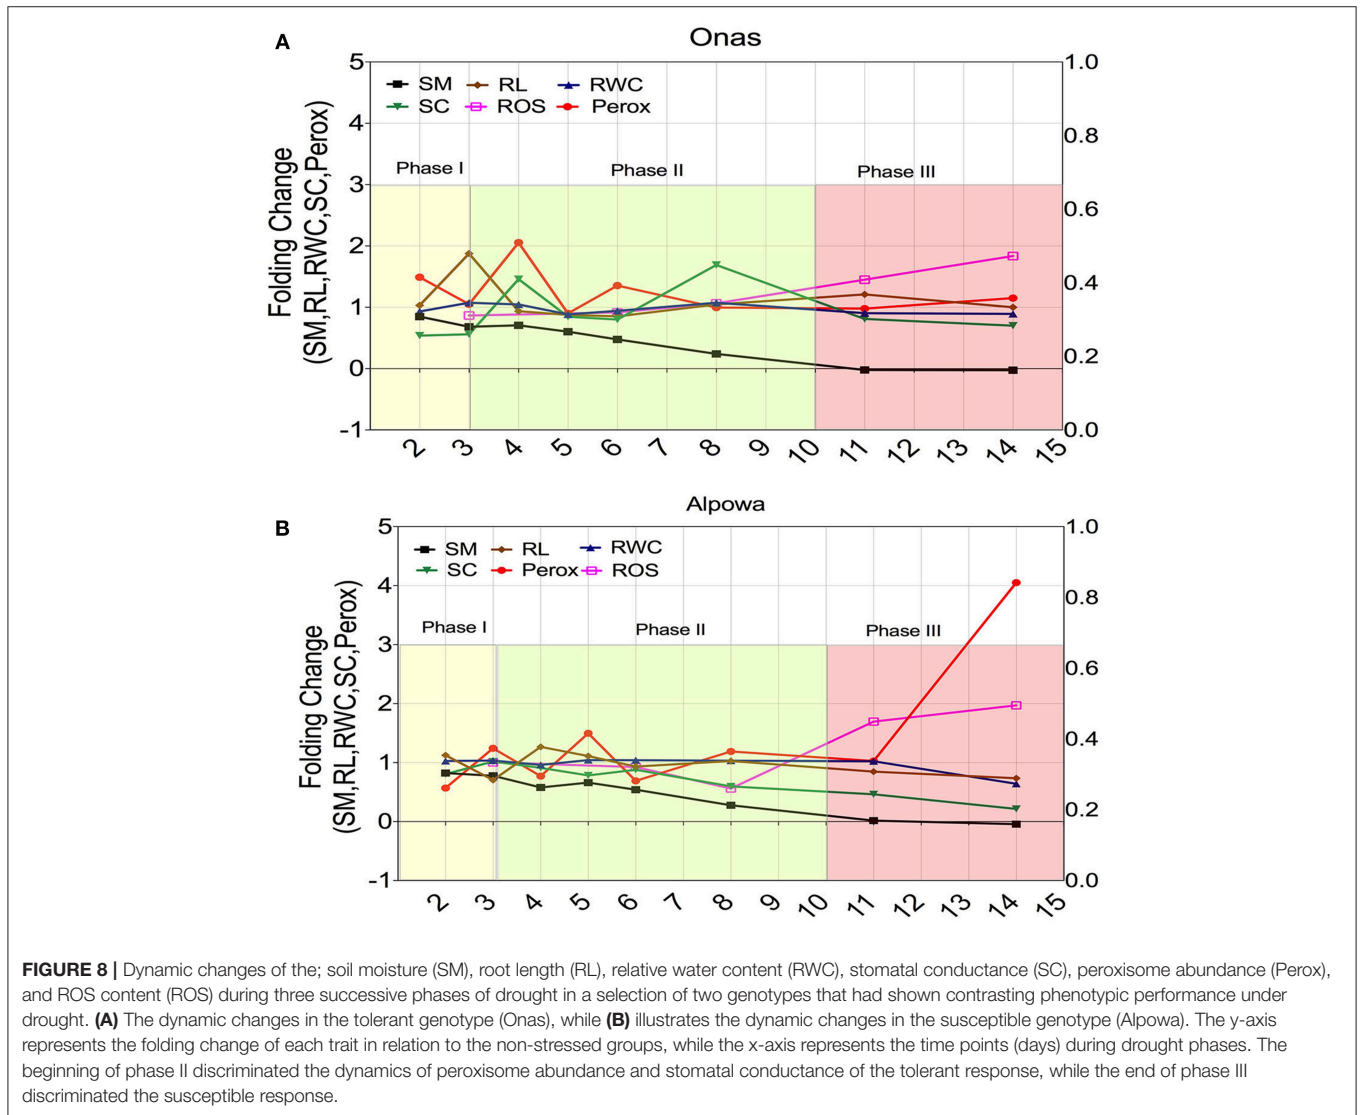 A
Onas
SM RL RWC
SC ROS Perox
Phase I Phase II Phase III
Folding Change
(SM,RL,RWC,SC,Perox)
5
4
3
2
1
0
-1
1.0
0.8
0.6
0.4
0.2
0.0
2 3 4 5 6 7 8 9 10 11 12 13 14 15
B
Alpowa
SM RL RWC
SC Perox ROS
Phase I Phase II Phase III
Folding Change
(SM,RL,RWC,SC,Perox)
5
4
3
2
1
0
-1
1.0
0.8
0.6
0.4
0.2
0.0
2 3 4 5 6 7 8 9 10 11 12 13 14 15
FIGURE 8 | Dynamic changes of the; soil moisture (SM), root length (RL), relative water content (RWC), stomatal conductance (SC), peroxisome abundance (Perox),
and ROS content (ROS) during three successive phases of drought in a selection of two genotypes that had shown contrasting phenotypic performance under
drought. (A) The dynamic changes in the tolerant genotype (Onas), while (B) illustrates the dynamic changes in the susceptible genotype (Alpowa). The y-axis
represents the folding change of each trait in relation to the non-stressed groups, while the x-axis represents the time points (days) during drought phases. The
beginning of phase II discriminated the dynamics of peroxisome abundance and stomatal conductance of the tolerant response, while the end of phase III
discriminated the susceptible response.